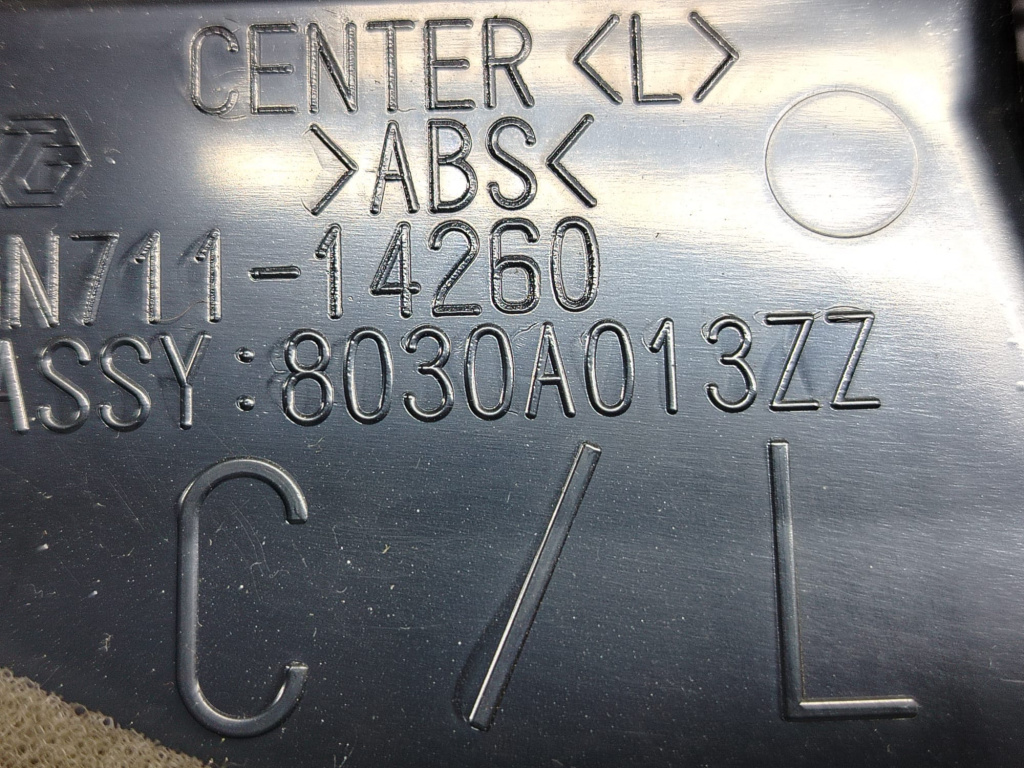 CENTER <L>
>ABS<
N711-14260
ASSY:8030A013ZZ
C/L